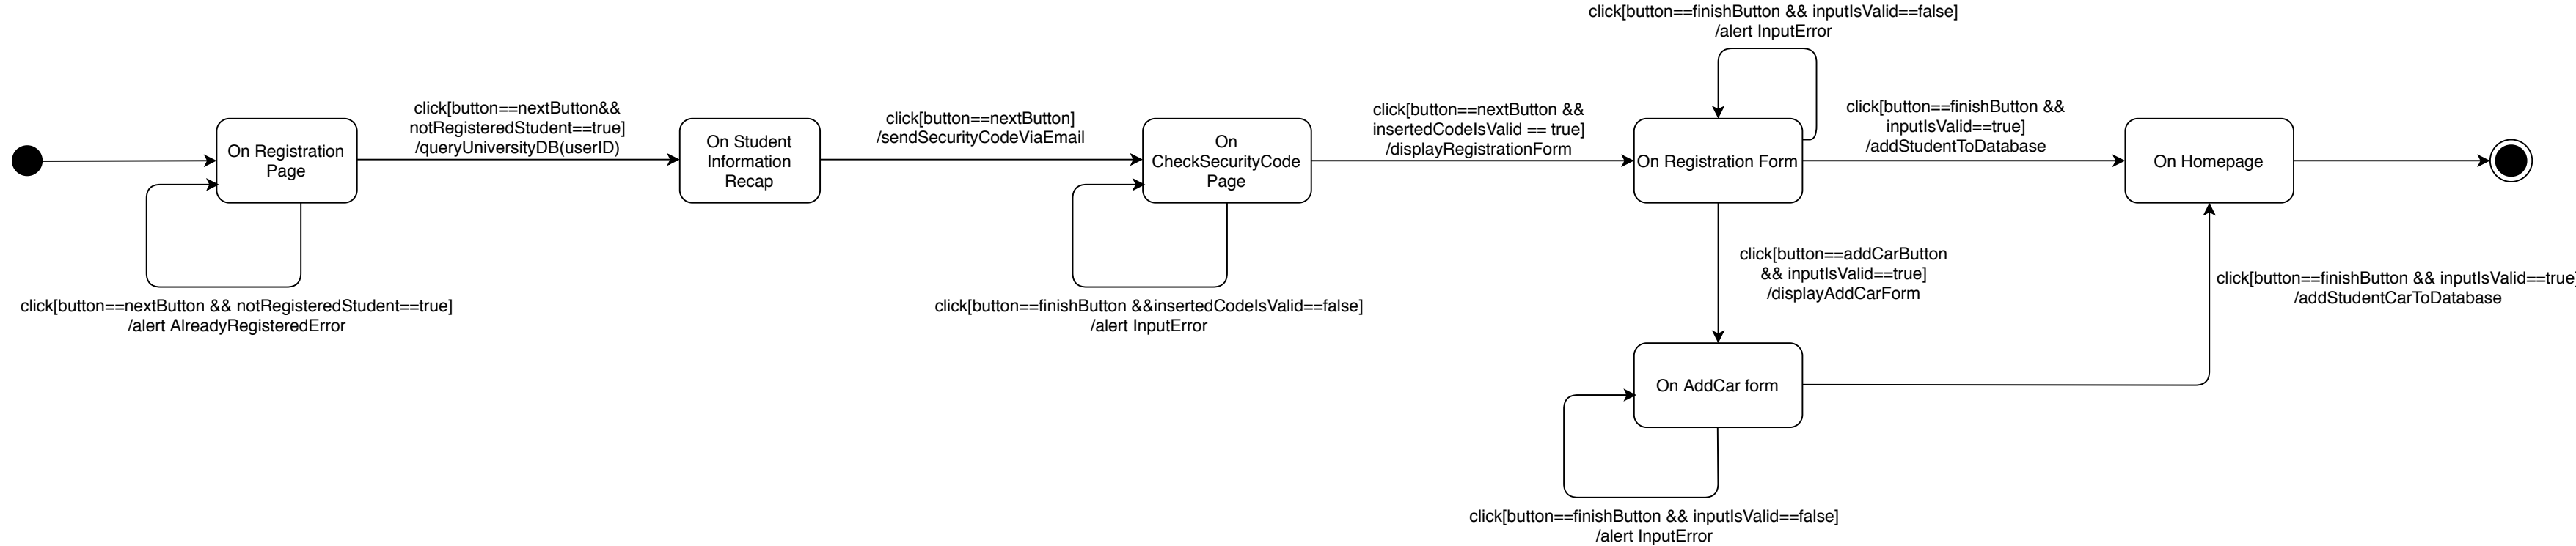 click[button==finishButton && inputIsValid==false]
/alert InputError
click[button==nextButton&&
notRegisteredStudent==true]
/queryUniversityDB(userID)
click[button==nextButton]
/sendSecurityCodeViaEmail
click[button==nextButton &&
insertedCodeIsValid == true]
/displayRegistrationForm
click[button==finishButton &&
inputIsValid==true]
/addStudentToDatabase
On Registration
Page
On Student
Information
Recap
On
CheckSecurityCode
Page
On Registration Form
On Homepage
click[button==nextButton && notRegisteredStudent==true]
/alert AlreadyRegisteredError
click[button==finishButton &&insertedCodeIsValid==false]
/alert InputError
click[button==addCarButton
&& inputIsValid==true]
/displayAddCarForm
click[button==finishButton && inputIsValid==true]
/addStudentCarToDatabase
On AddCar form
click[button==finishButton && inputIsValid==false]
/alert InputError